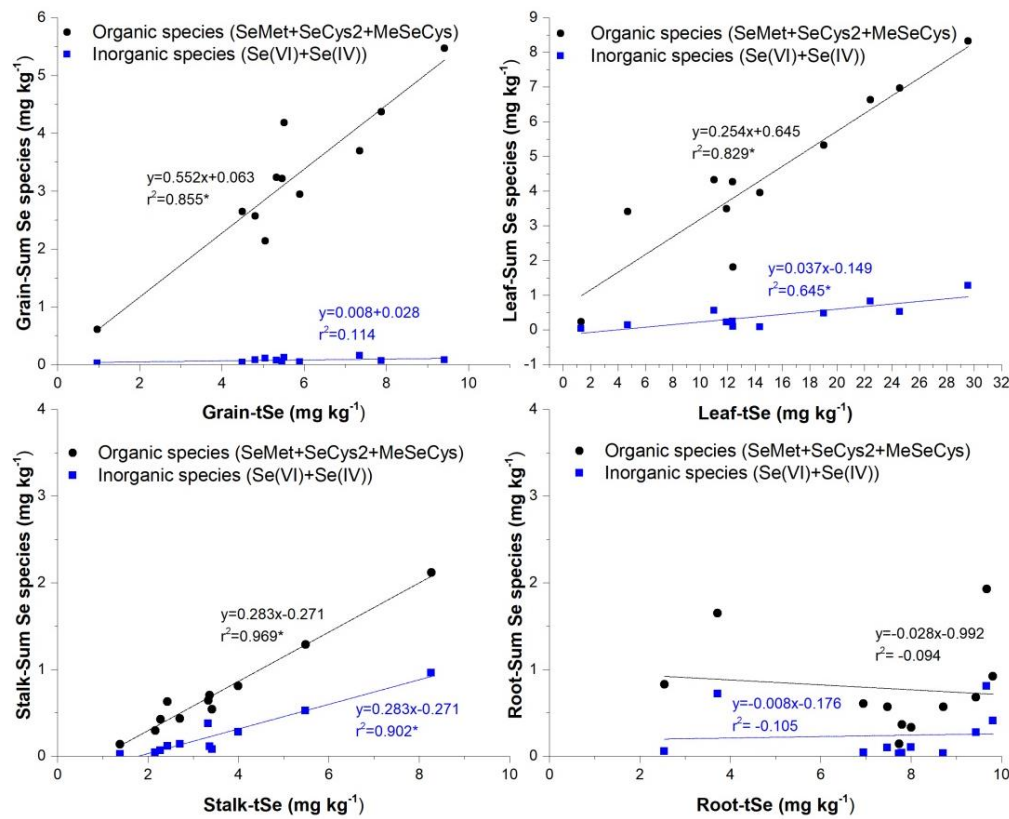 Organic species (SeMet+SeCys2+MeSeCys)
Inorganic species (Se(VI)+Se(IV))
Grain-Sum Se species (mg kg⁻¹)
6
5
4
3
2
1
0
y=0.552x+0.063
r²=0.855*
y=0.008+0.028
r²=0.114
0 2 4 6 8 10
Grain-tSe (mg kg⁻¹)
Organic species (SeMet+SeCys2+MeSeCys)
Inorganic species (Se(VI)+Se(IV))
Leaf-Sum Se species (mg kg⁻¹)
9
8
7
6
5
4
3
2
1
0
-1
y=0.254x+0.645
r²=0.829*
y=0.037x-0.149
r²=0.645*
0 2 4 6 8 10 12 14 16 18 20 22 24 26 28 30 32
Leaf-tSe (mg kg⁻¹)
Organic species (SeMet+SeCys2+MeSeCys)
Inorganic species (Se(VI)+Se(IV))
Stalk-Sum Se species (mg kg⁻¹)
4
3
2
1
0
y=0.283x-0.271
r²=0.969*
y=0.283x-0.271
r²=0.902*
0 2 4 6 8 10
Stalk-tSe (mg kg⁻¹)
Organic species (SeMet+SeCys2+MeSeCys)
Inorganic species (Se(VI)+Se(IV))
Root-Sum Se species (mg kg⁻¹)
4
3
2
1
0
y=-0.028x-0.992
r²= -0.094
y=-0.008x-0.176
r²= -0.105
0 2 4 6 8 10
Root-tSe (mg kg⁻¹)